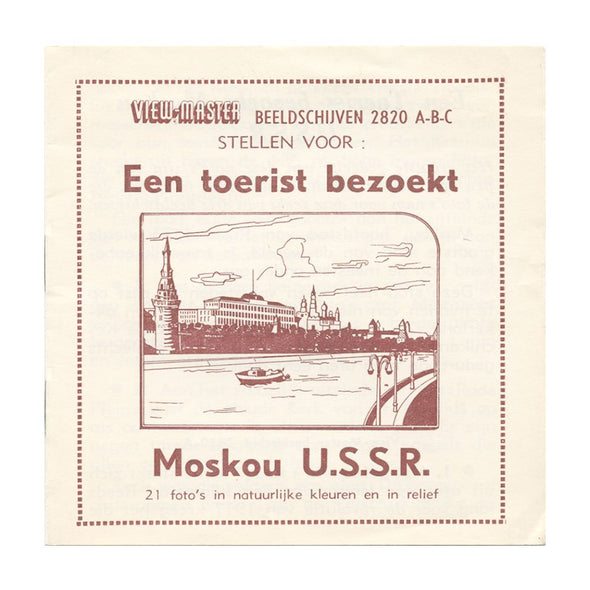 VIEW-MASTER BEELDSCHIJVEN 2820 A-B-C
STELLEN VOOR :
Een toerist bezoekt
Moskou U.S.S.R.
21 foto's in natuurlijke kleuren en in relief